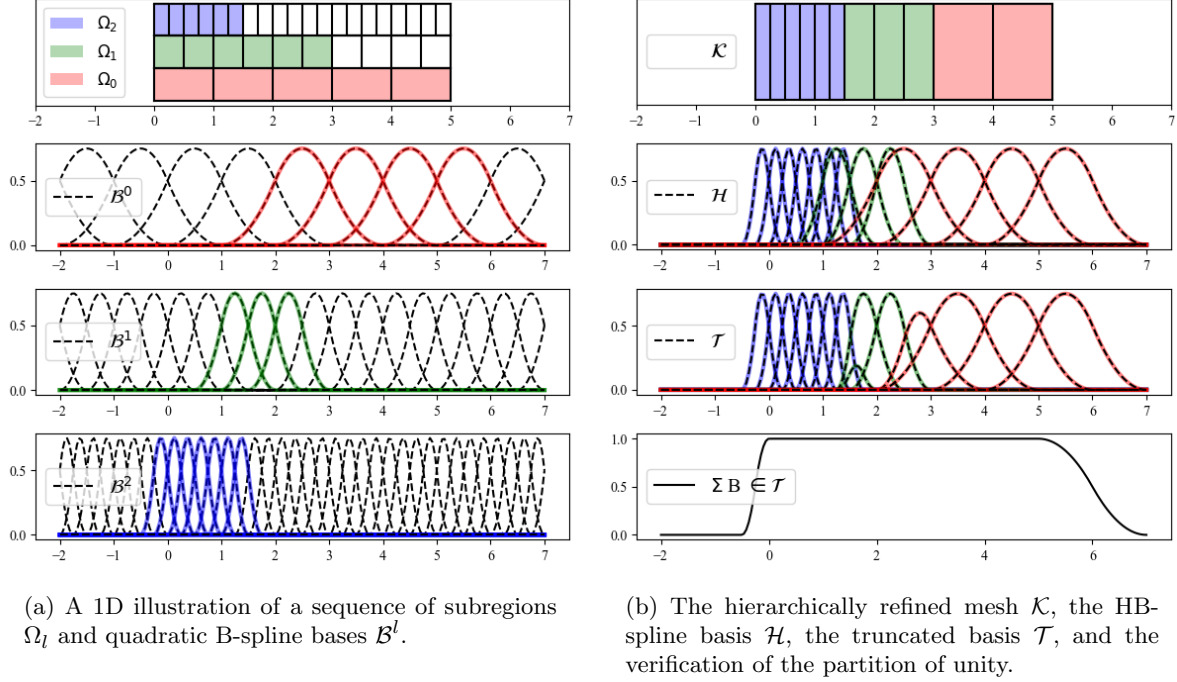 Ω₂
Ω₁
Ω₀
−2 −1 0 1 2 3 4 5 6 7
0.5
0.0
ℬ⁰
−2 −1 0 1 2 3 4 5 6 7
0.5
0.0
ℬ¹
−2 −1 0 1 2 3 4 5 6 7
0.5
0.0
ℬ²
−2 −1 0 1 2 3 4 5 6 7
(a) A 1D illustration of a sequence of subregions
Ωₗ and quadratic B-spline bases ℬˡ.
𝒦
−2 −1 0 1 2 3 4 5 6 7
0.5
0.0
ℋ
−2 −1 0 1 2 3 4 5 6 7
0.5
0.0
𝒯
−2 −1 0 1 2 3 4 5 6 7
1.0
0.5
0.0
Σ B ∈ 𝒯
−2 0 2 4 6
(b) The hierarchically refined mesh 𝒦, the HB-
spline basis ℋ, the truncated basis 𝒯, and the
verification of the partition of unity.